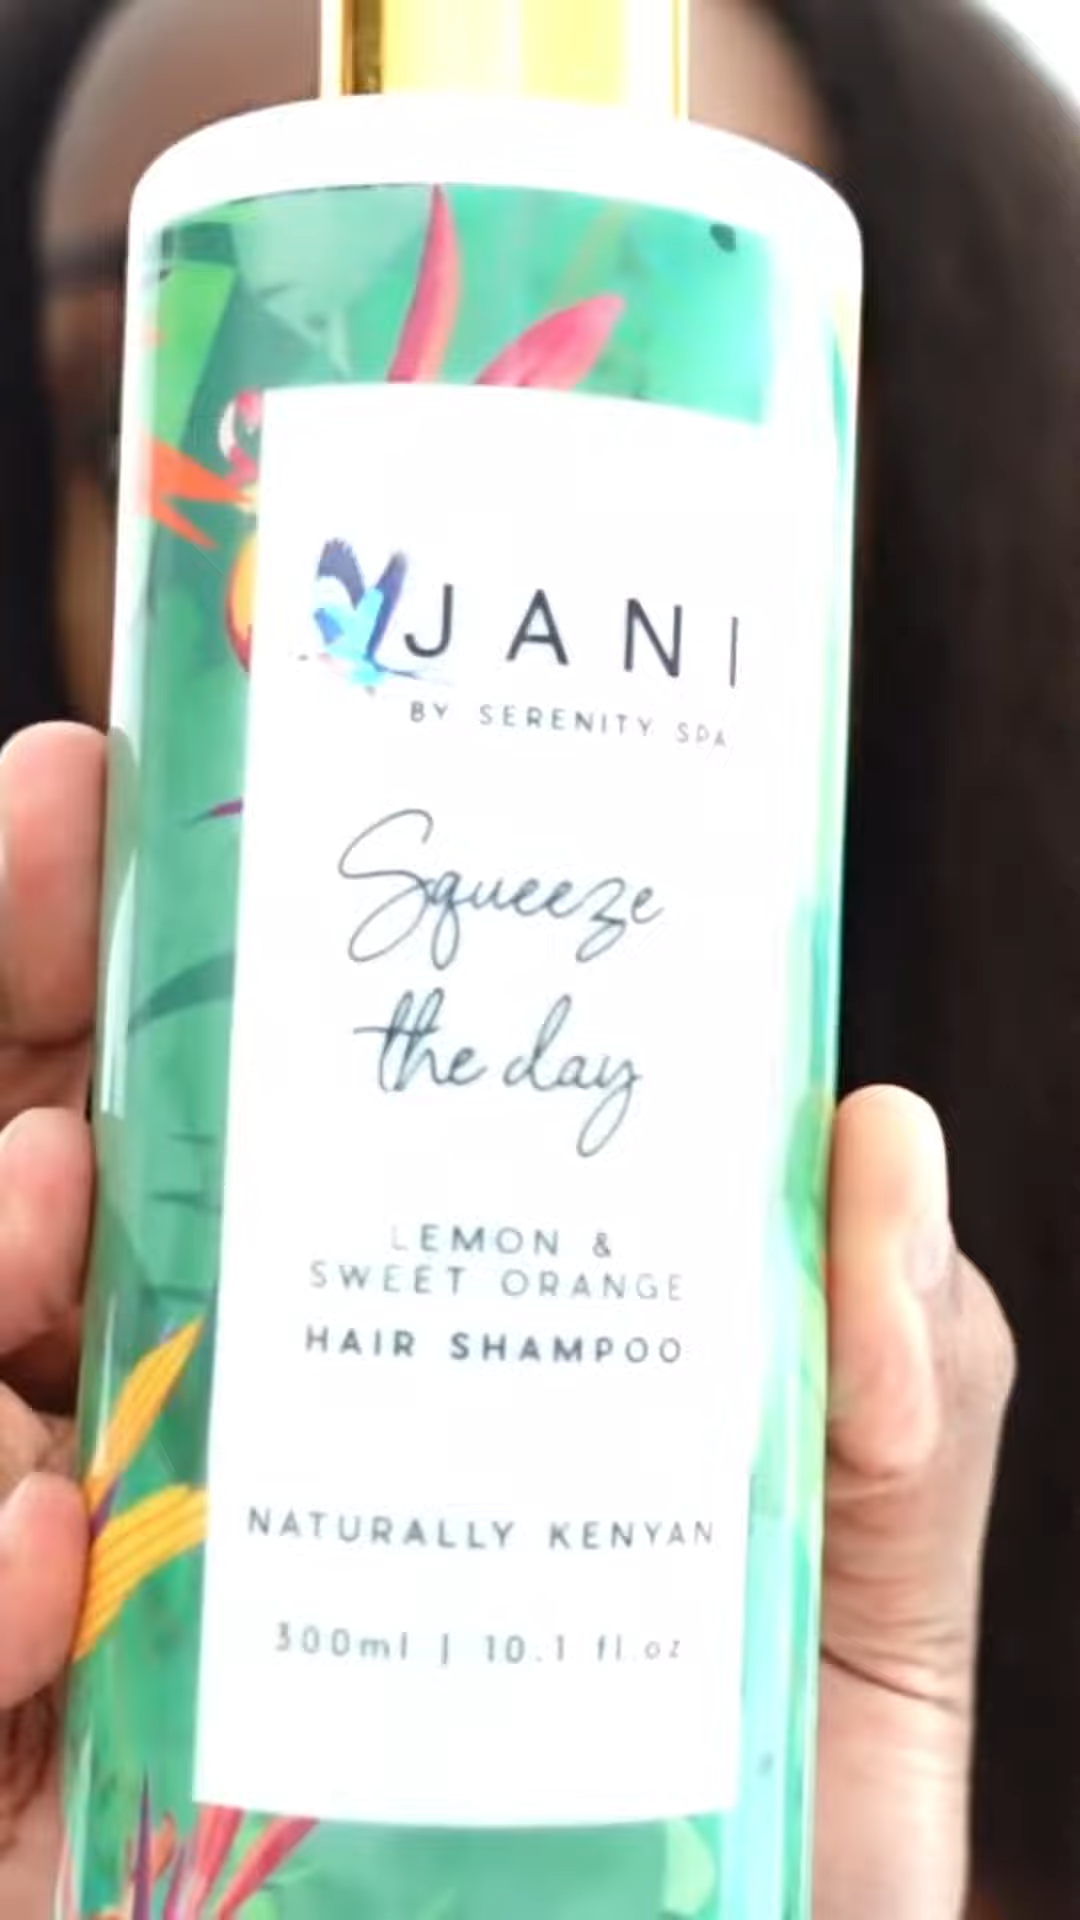 JANI
BY SERENITY SPA
Squeeze
the day
LEMON &
SWEET ORANGE
HAIR SHAMPOO
NATURALLY KENYAN
300ml | 10.1 fl.oz